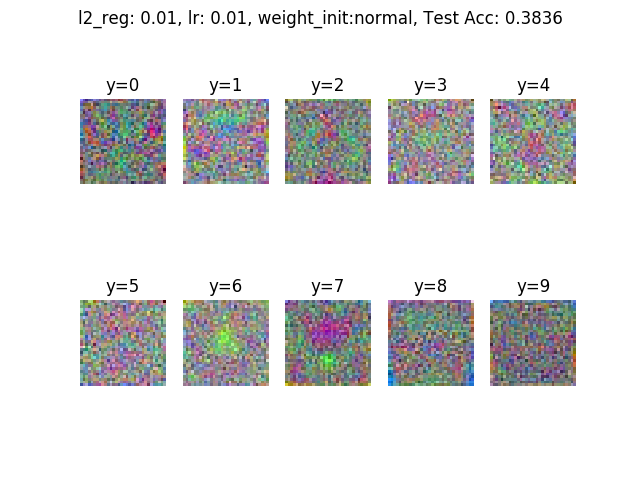 l2_reg: 0.01, lr: 0.01, weight_init:normal, Test Acc: 0.3836
y=0 y=1 y=2 y=3 y=4
y=5 y=6 y=7 y=8 y=9